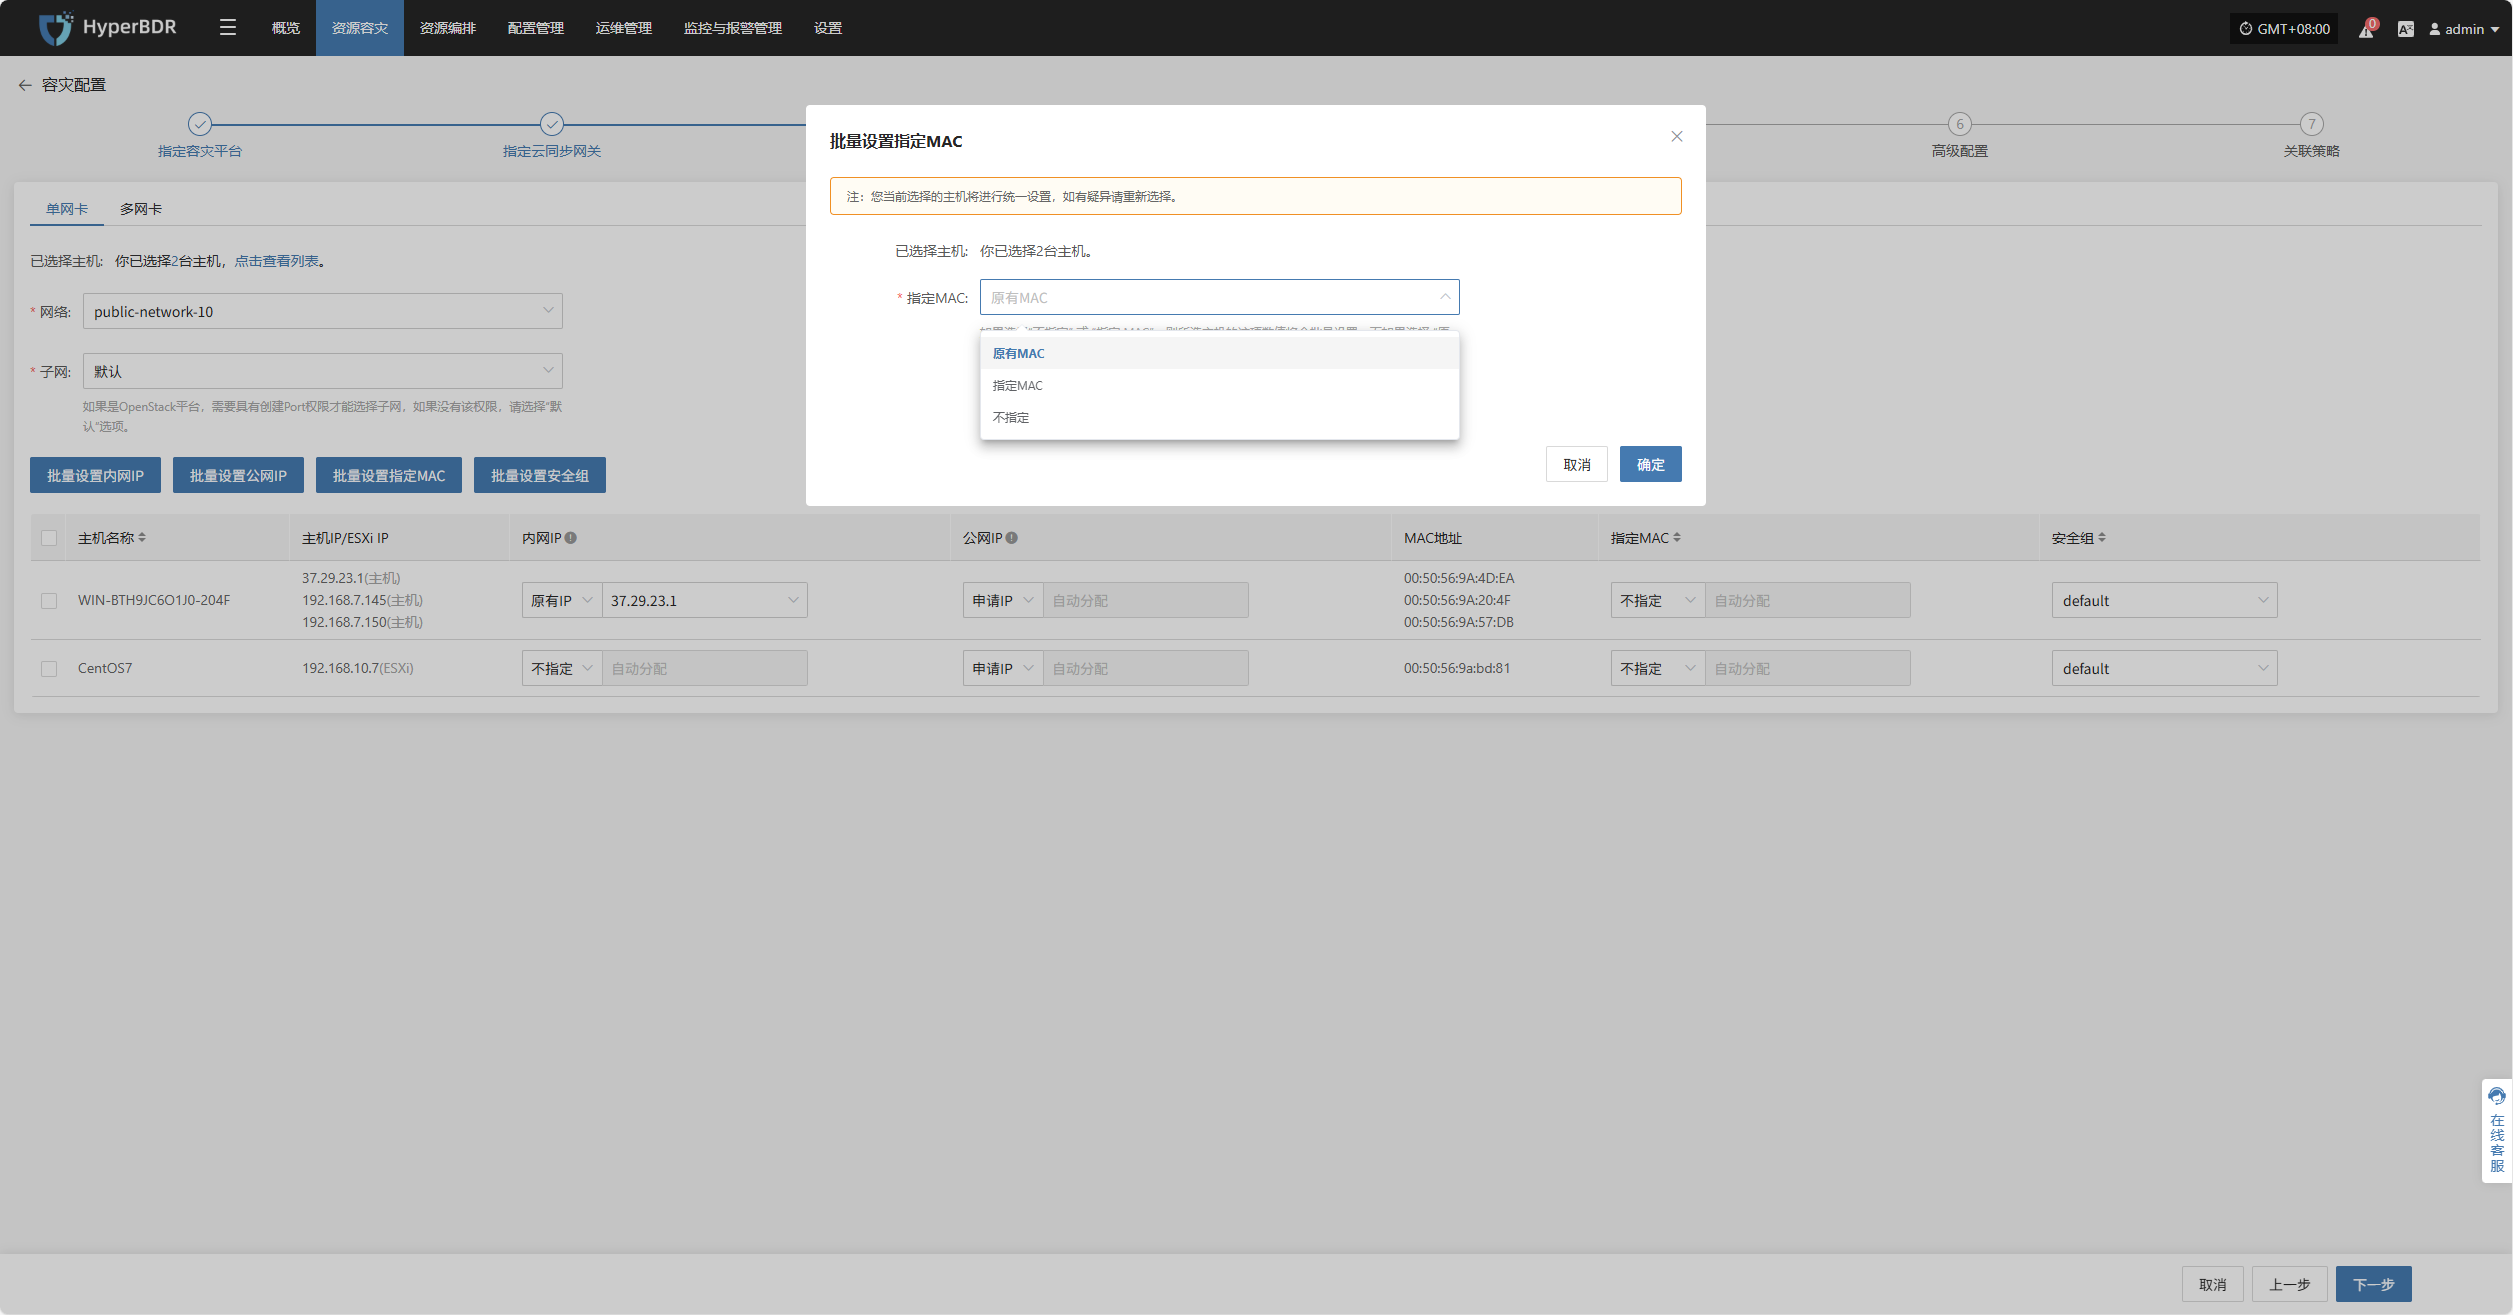 HyperBDR
概览
资源容灾
资源编排
配置管理
运维管理
监控与报警管理
设置
GMT+08:00
0
admin
容灾配置
指定容灾平台
指定云同步网关
6
高级配置
7
关联策略
批量设置指定MAC
注：您当前选择的主机将进行统一设置，如有疑异请重新选择。
已选择主机: 你已选择2台主机。
* 指定MAC: 原有MAC
原有MAC
指定MAC
不指定
取消 确定
单网卡 多网卡
已选择主机: 你已选择2台主机，点击查看列表。
* 网络: public-network-10
* 子网: 默认
如果是OpenStack平台，需要具有创建Port权限才能选择子网，如果没有该权限，请选择“默
认”选项。
批量设置内网IP 批量设置公网IP 批量设置指定MAC 批量设置安全组
主机名称 主机IP/ESXi IP 内网IP 公网IP MAC地址 指定MAC 安全组
WIN-BTH9JC6O1J0-204F
37.29.23.1(主机)
192.168.7.145(主机)
192.168.7.150(主机)
原有IP 37.29.23.1
申请IP 自动分配
00:50:56:9A:4D:EA
00:50:56:9A:20:4F
00:50:56:9A:57:DB
不指定 自动分配
default
CentOS7 192.168.10.7(ESXi) 不指定 自动分配 申请IP 自动分配 00:50:56:9a:bd:81 不指定 自动分配 default
在线客服
取消 上一步 下一步